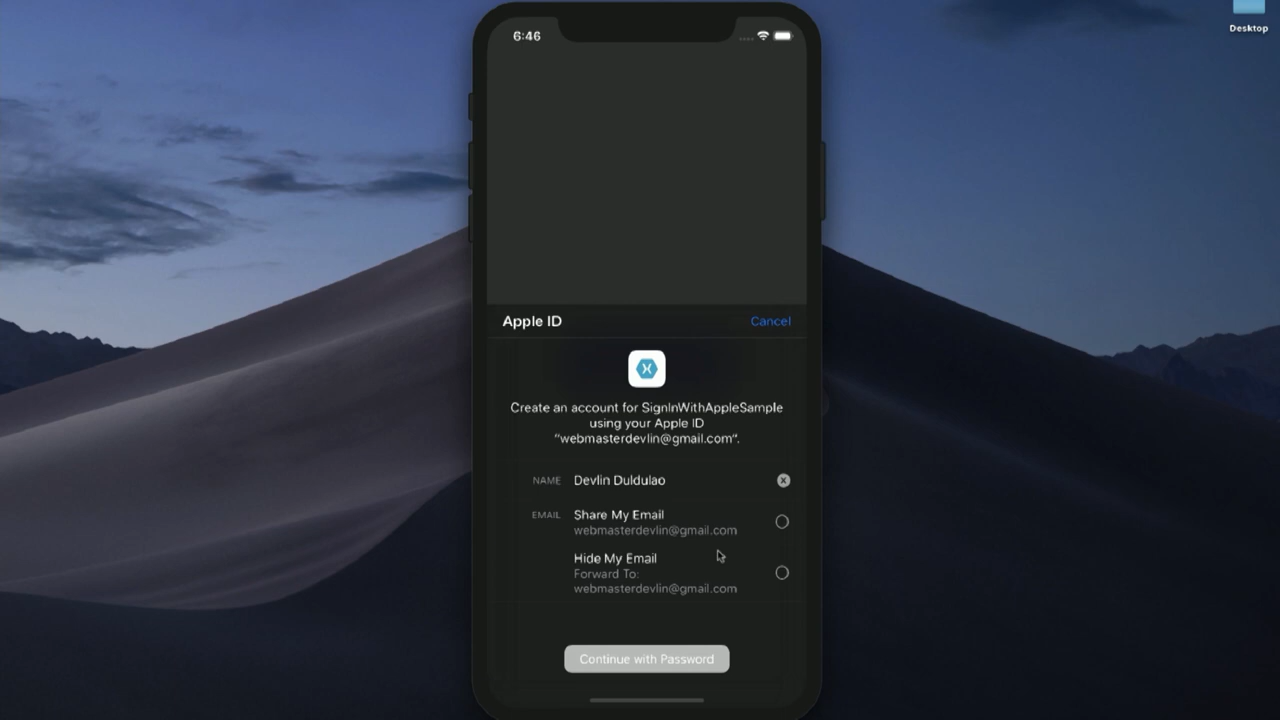 6:46
Desktop
Apple ID
Cancel
Create an account for SignInWithAppleSample
using your Apple ID
“webmasterdevlin@gmail.com”.
NAME Devlin Duldulao
EMAIL Share My Email
webmasterdevlin@gmail.com
Hide My Email
Forward To:
webmasterdevlin@gmail.com
Continue with Password